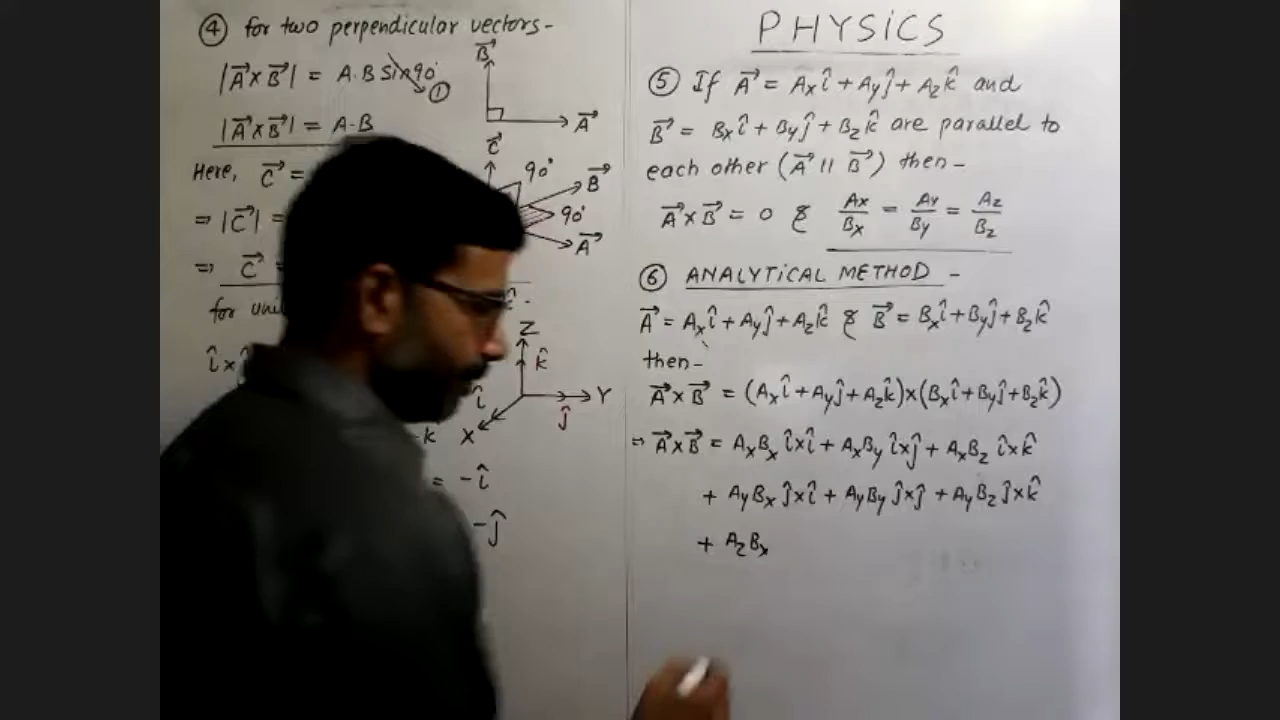 ④ for two perpendicular vectors-
|A⃗×B⃗| = A.B Sin90° ①
|A⃗×B⃗| = A-B
B⃗
A⃗
Here, C⃗ =
⇒ |C⃗| =
⇒ C⃗
for uni
C⃗
90°
B⃗
90°
A⃗
k̂ -
î×
Z
k̂
Y
ĵ
î
X
-k
= -î
-ĵ
PHYSICS
⑤ If A⃗ = Axî + Ayĵ + Azk̂ and
B⃗ = Bxî + Byĵ + Bzk̂ are parallel to
each other (A⃗ || B⃗) then -
A⃗×B⃗ = 0 & Ax/Bx = Ay/By = Az/Bz
⑥ ANALYTICAL METHOD -
A⃗ = Axî + Ayĵ + Azk̂ & B⃗ = Bxî + Byĵ + Bzk̂
then-
A⃗×B⃗ = (Axî + Ayĵ + Azk̂)×(Bxî + Byĵ + Bzk̂)
⇒ A⃗×B⃗ = AxBx î×î + AxBy î×ĵ + AxBz î×k̂
+ AyBx ĵ×î + AyBy ĵ×ĵ + AyBz ĵ×k̂
+ AzBx